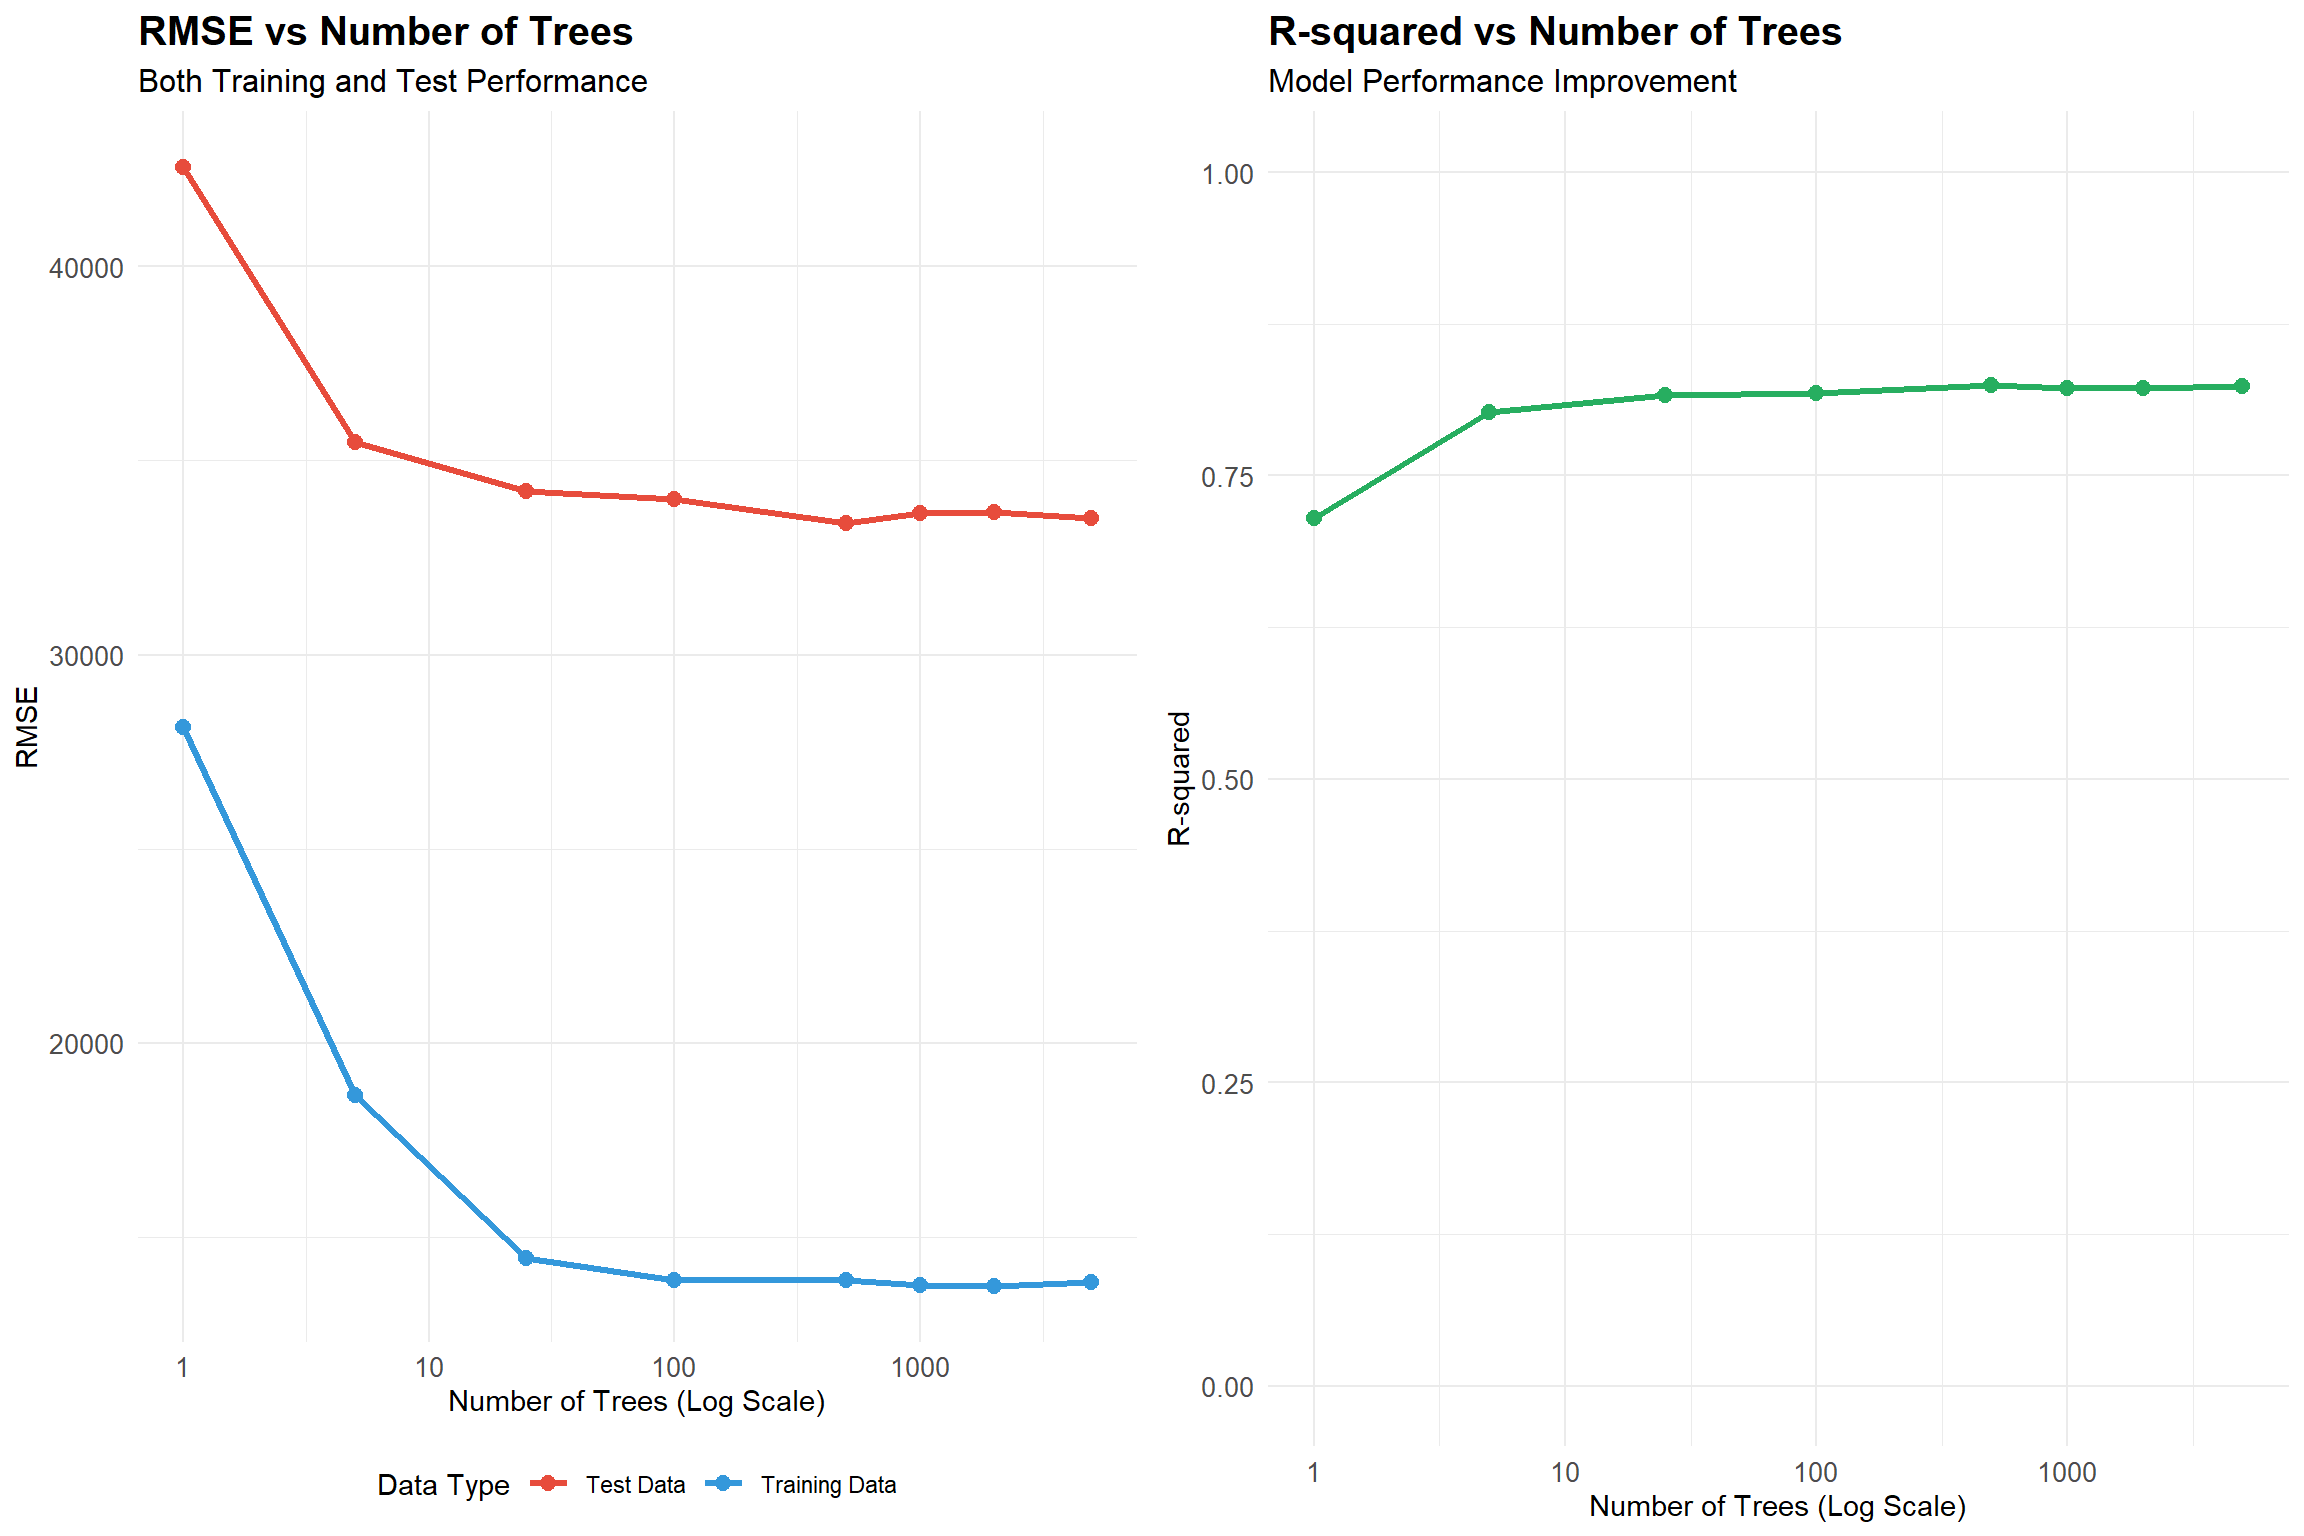 RMSE vs Number of Trees
Both Training and Test Performance
RMSE
40000
30000
20000
1 10 100 1000
Number of Trees (Log Scale)
Data Type Test Data Training Data
R-squared vs Number of Trees
Model Performance Improvement
R-squared
1.00
0.75
0.50
0.25
0.00
1 10 100 1000
Number of Trees (Log Scale)